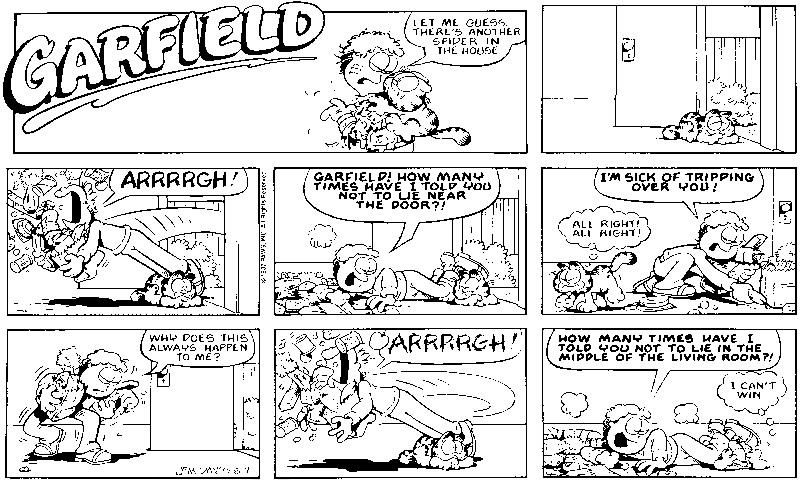 GARFIELD
LET ME GUESS.
THERE'S ANOTHER
SPIDER IN
THE HOUSE
ARRRRGH!
GARFIELD! HOW MANY
TIMES HAVE I TOLD YOU
NOT TO LIE NEAR
THE DOOR?!
I'M SICK OF TRIPPING
OVER YOU!
ALL RIGHT!
ALL RIGHT!
WHY DOES THIS
ALWAYS HAPPEN
TO ME?
JIM DAVIS
ARRRRGH!
HOW MANY TIMES HAVE I
TOLD YOU NOT TO LIE IN THE
MIDDLE OF THE LIVING ROOM?!
I CAN'T
WIN